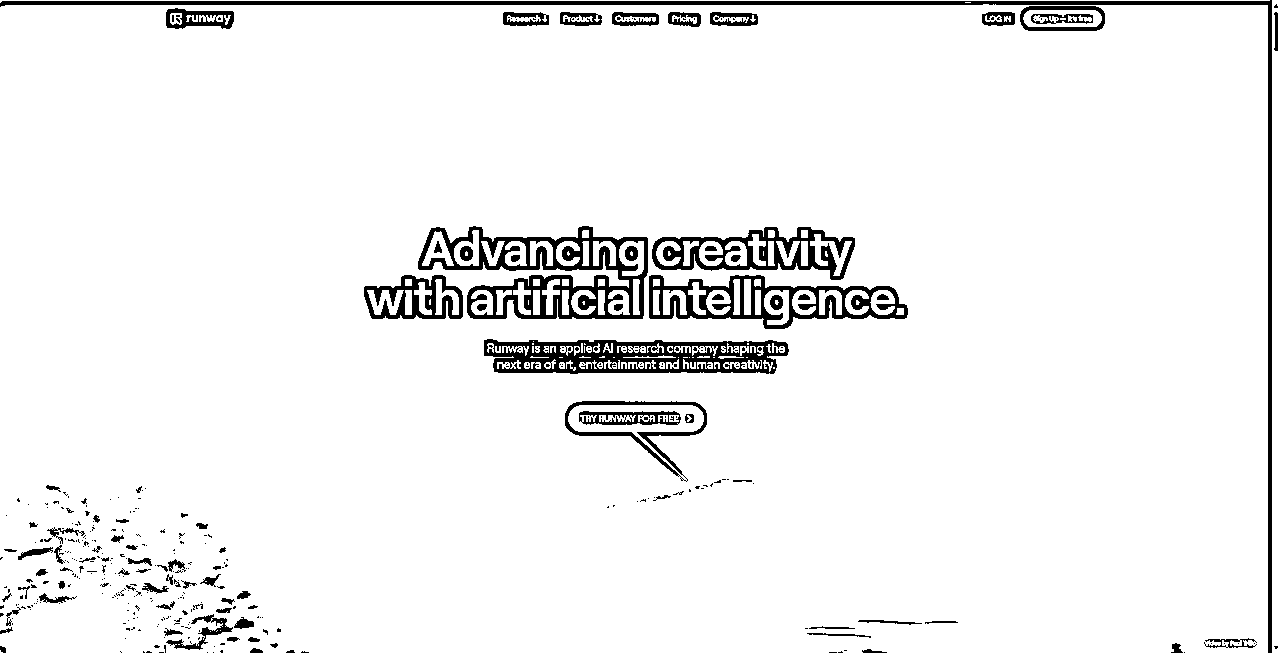 runway
Research
Product
Customers
Pricing
Company
LOG IN
Sign Up — It's free
Advancing creativity
with artificial intelligence.
Runway is an applied AI research company shaping the
next era of art, entertainment and human creativity.
TRY RUNWAY FOR FREE
Video by